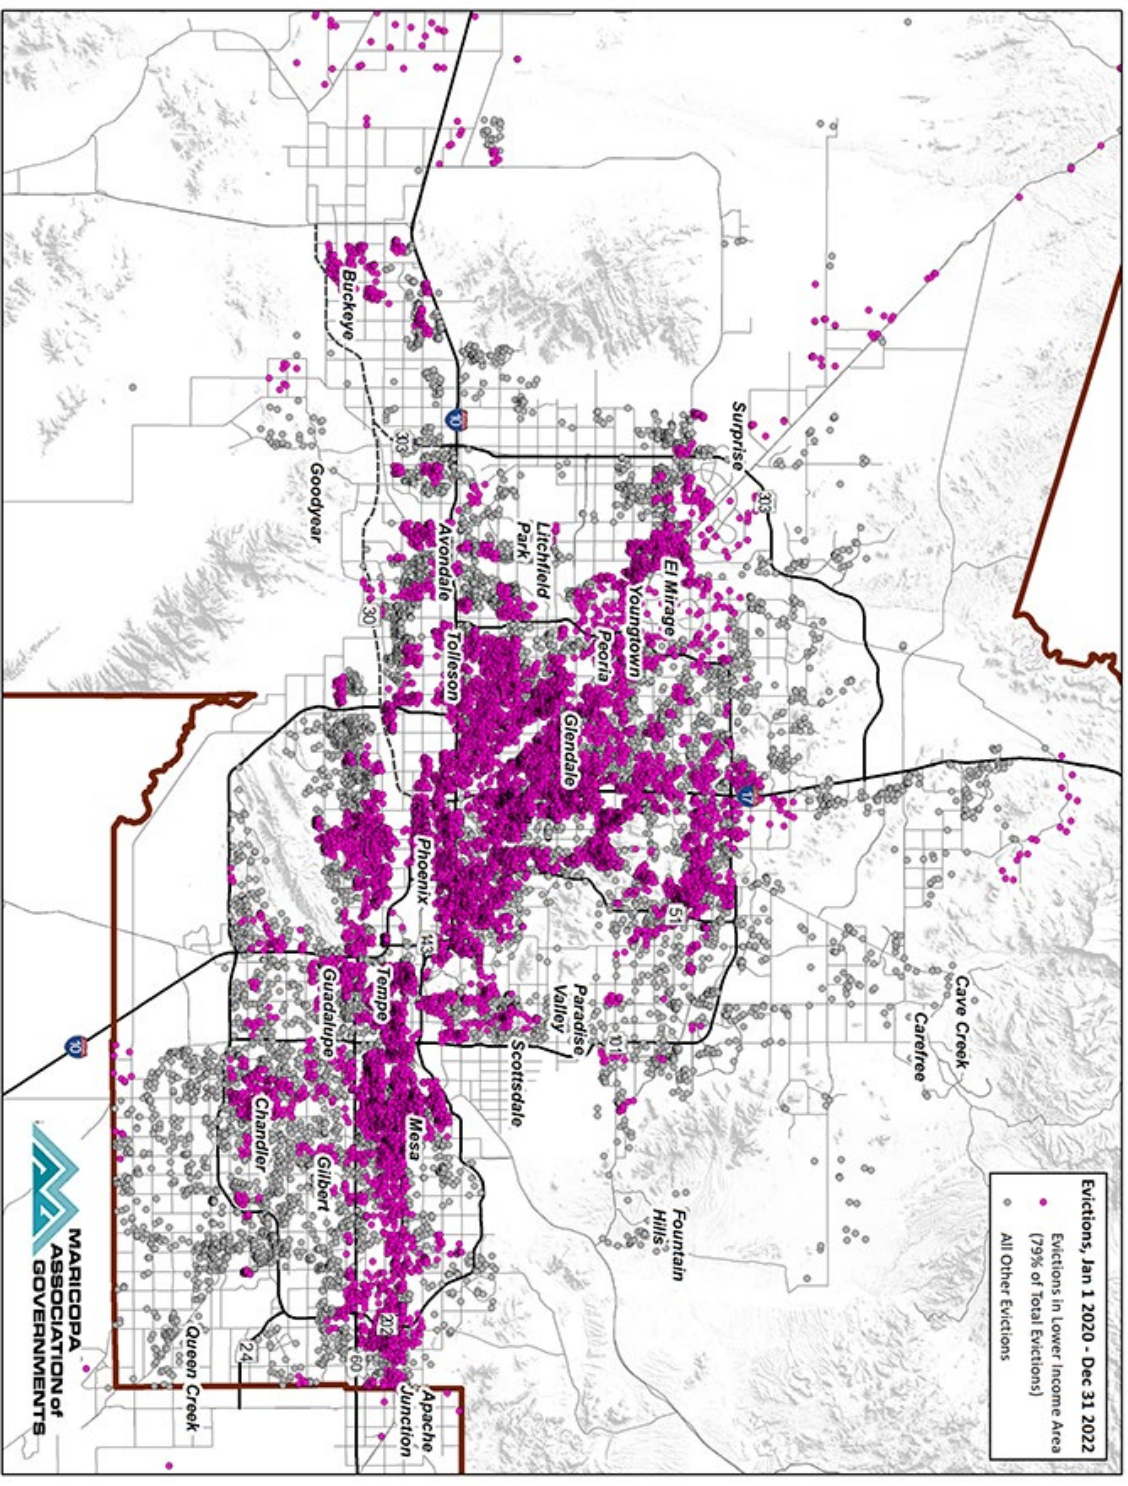 Evictions, Jan 1 2020 - Dec 31 2022
Evictions in Lower Income Area
(79% of Total Evictions)
All Other Evictions
Cave Creek
Carefree
17
303
Surprise
Fountain
Hills
51
El Mirage
Youngtown
Peoria
101
Paradise
Valley
Glendale
Litchfield
Park
Scottsdale
10
Tolleson
Avondale
303
143
Phoenix
Mesa
Apache
Junction
Tempe
202
30
60
Buckeye
Guadalupe
Goodyear
Gilbert
Chandler
24
Queen Creek
10
MARICOPA
ASSOCIATION of
GOVERNMENTS